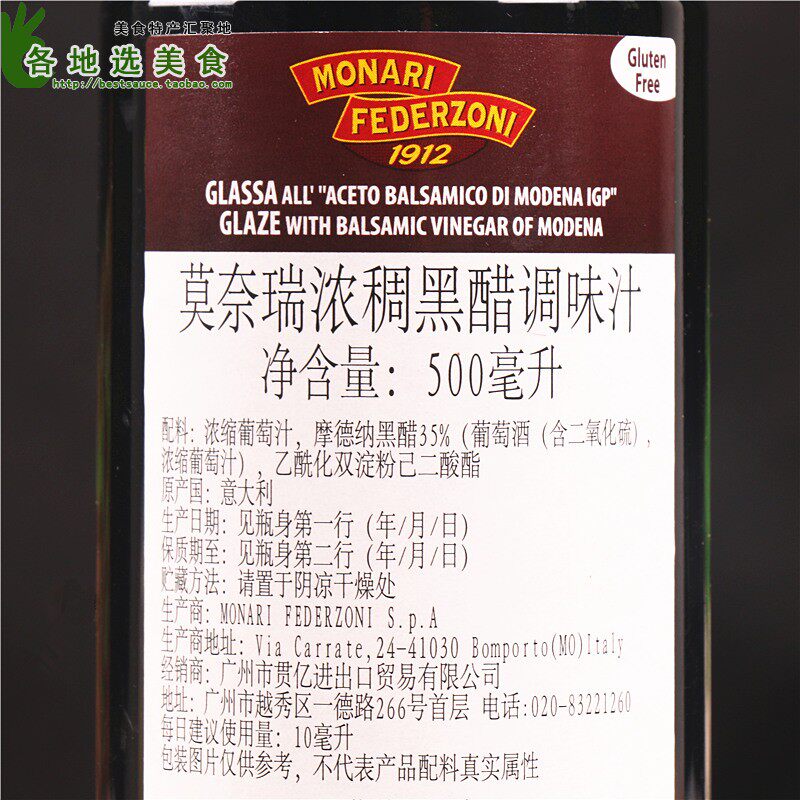 美食特产汇聚地
各地选美食
http://bestsauce.taobao.com
Gluten
Free
MONARI
FEDERZONI
1912
GLASSA ALL' "ACETO BALSAMICO DI MODENA IGP"
GLAZE WITH BALSAMIC VINEGAR OF MODENA
莫奈瑞浓稠黑醋调味汁
净含量：500毫升
配料：浓缩葡萄汁，摩德纳黑醋35%（葡萄酒（含二氧化硫），
浓缩葡萄汁），乙酰化双淀粉己二酸酯
原产国：意大利
生产日期：见瓶身第一行（年/月/日）
保质期至：见瓶身第二行（年/月/日）
贮藏方法：请置于阴凉干燥处
生产商：MONARI FEDERZONI S.p.A
生产商地址：Via Carrate,24-41030 Bomporto(MO)Italy
经销商：广州市贯亿进出口贸易有限公司
地址：广州市越秀区一德路266号首层 电话:020-83221260
每日建议使用量：10毫升
包装图片仅供参考，不代表产品配料真实属性